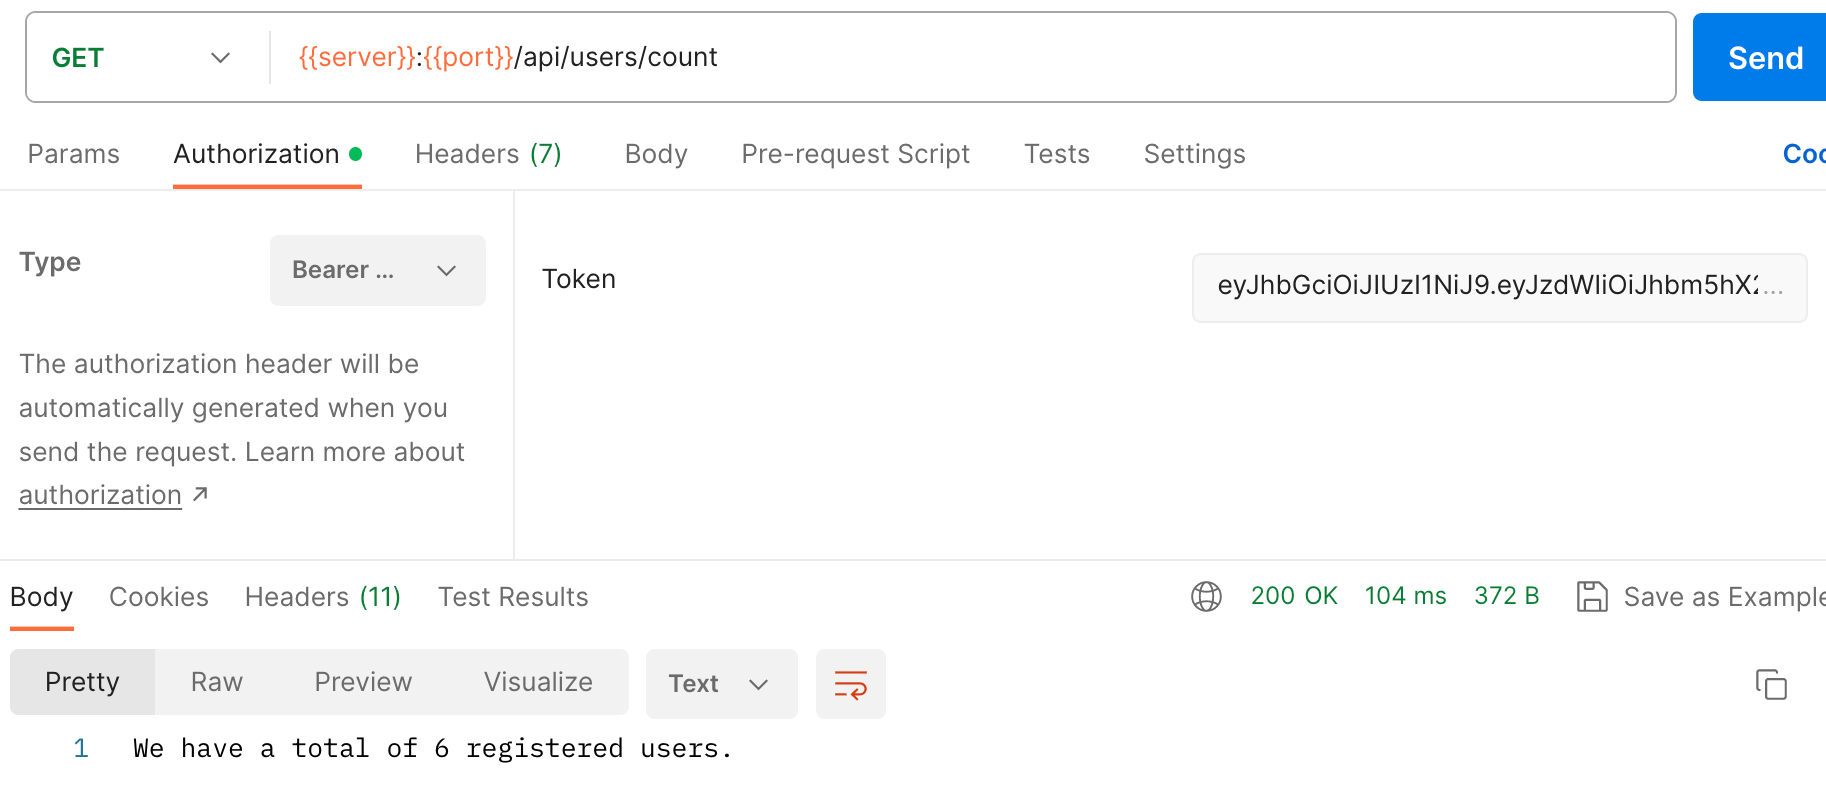 GET {{server}}:{{port}}/api/users/count Send
Params Authorization Headers (7) Body Pre-request Script Tests Settings Coo
Type Bearer ... Token eyJhbGciOiJIUzI1NiJ9.eyJzdWIiOiJhbm5hX2...
The authorization header will be
automatically generated when you
send the request. Learn more about
authorization ↗
Body Cookies Headers (11) Test Results 200 OK 104 ms 372 B Save as Example
Pretty Raw Preview Visualize Text
1 We have a total of 6 registered users.